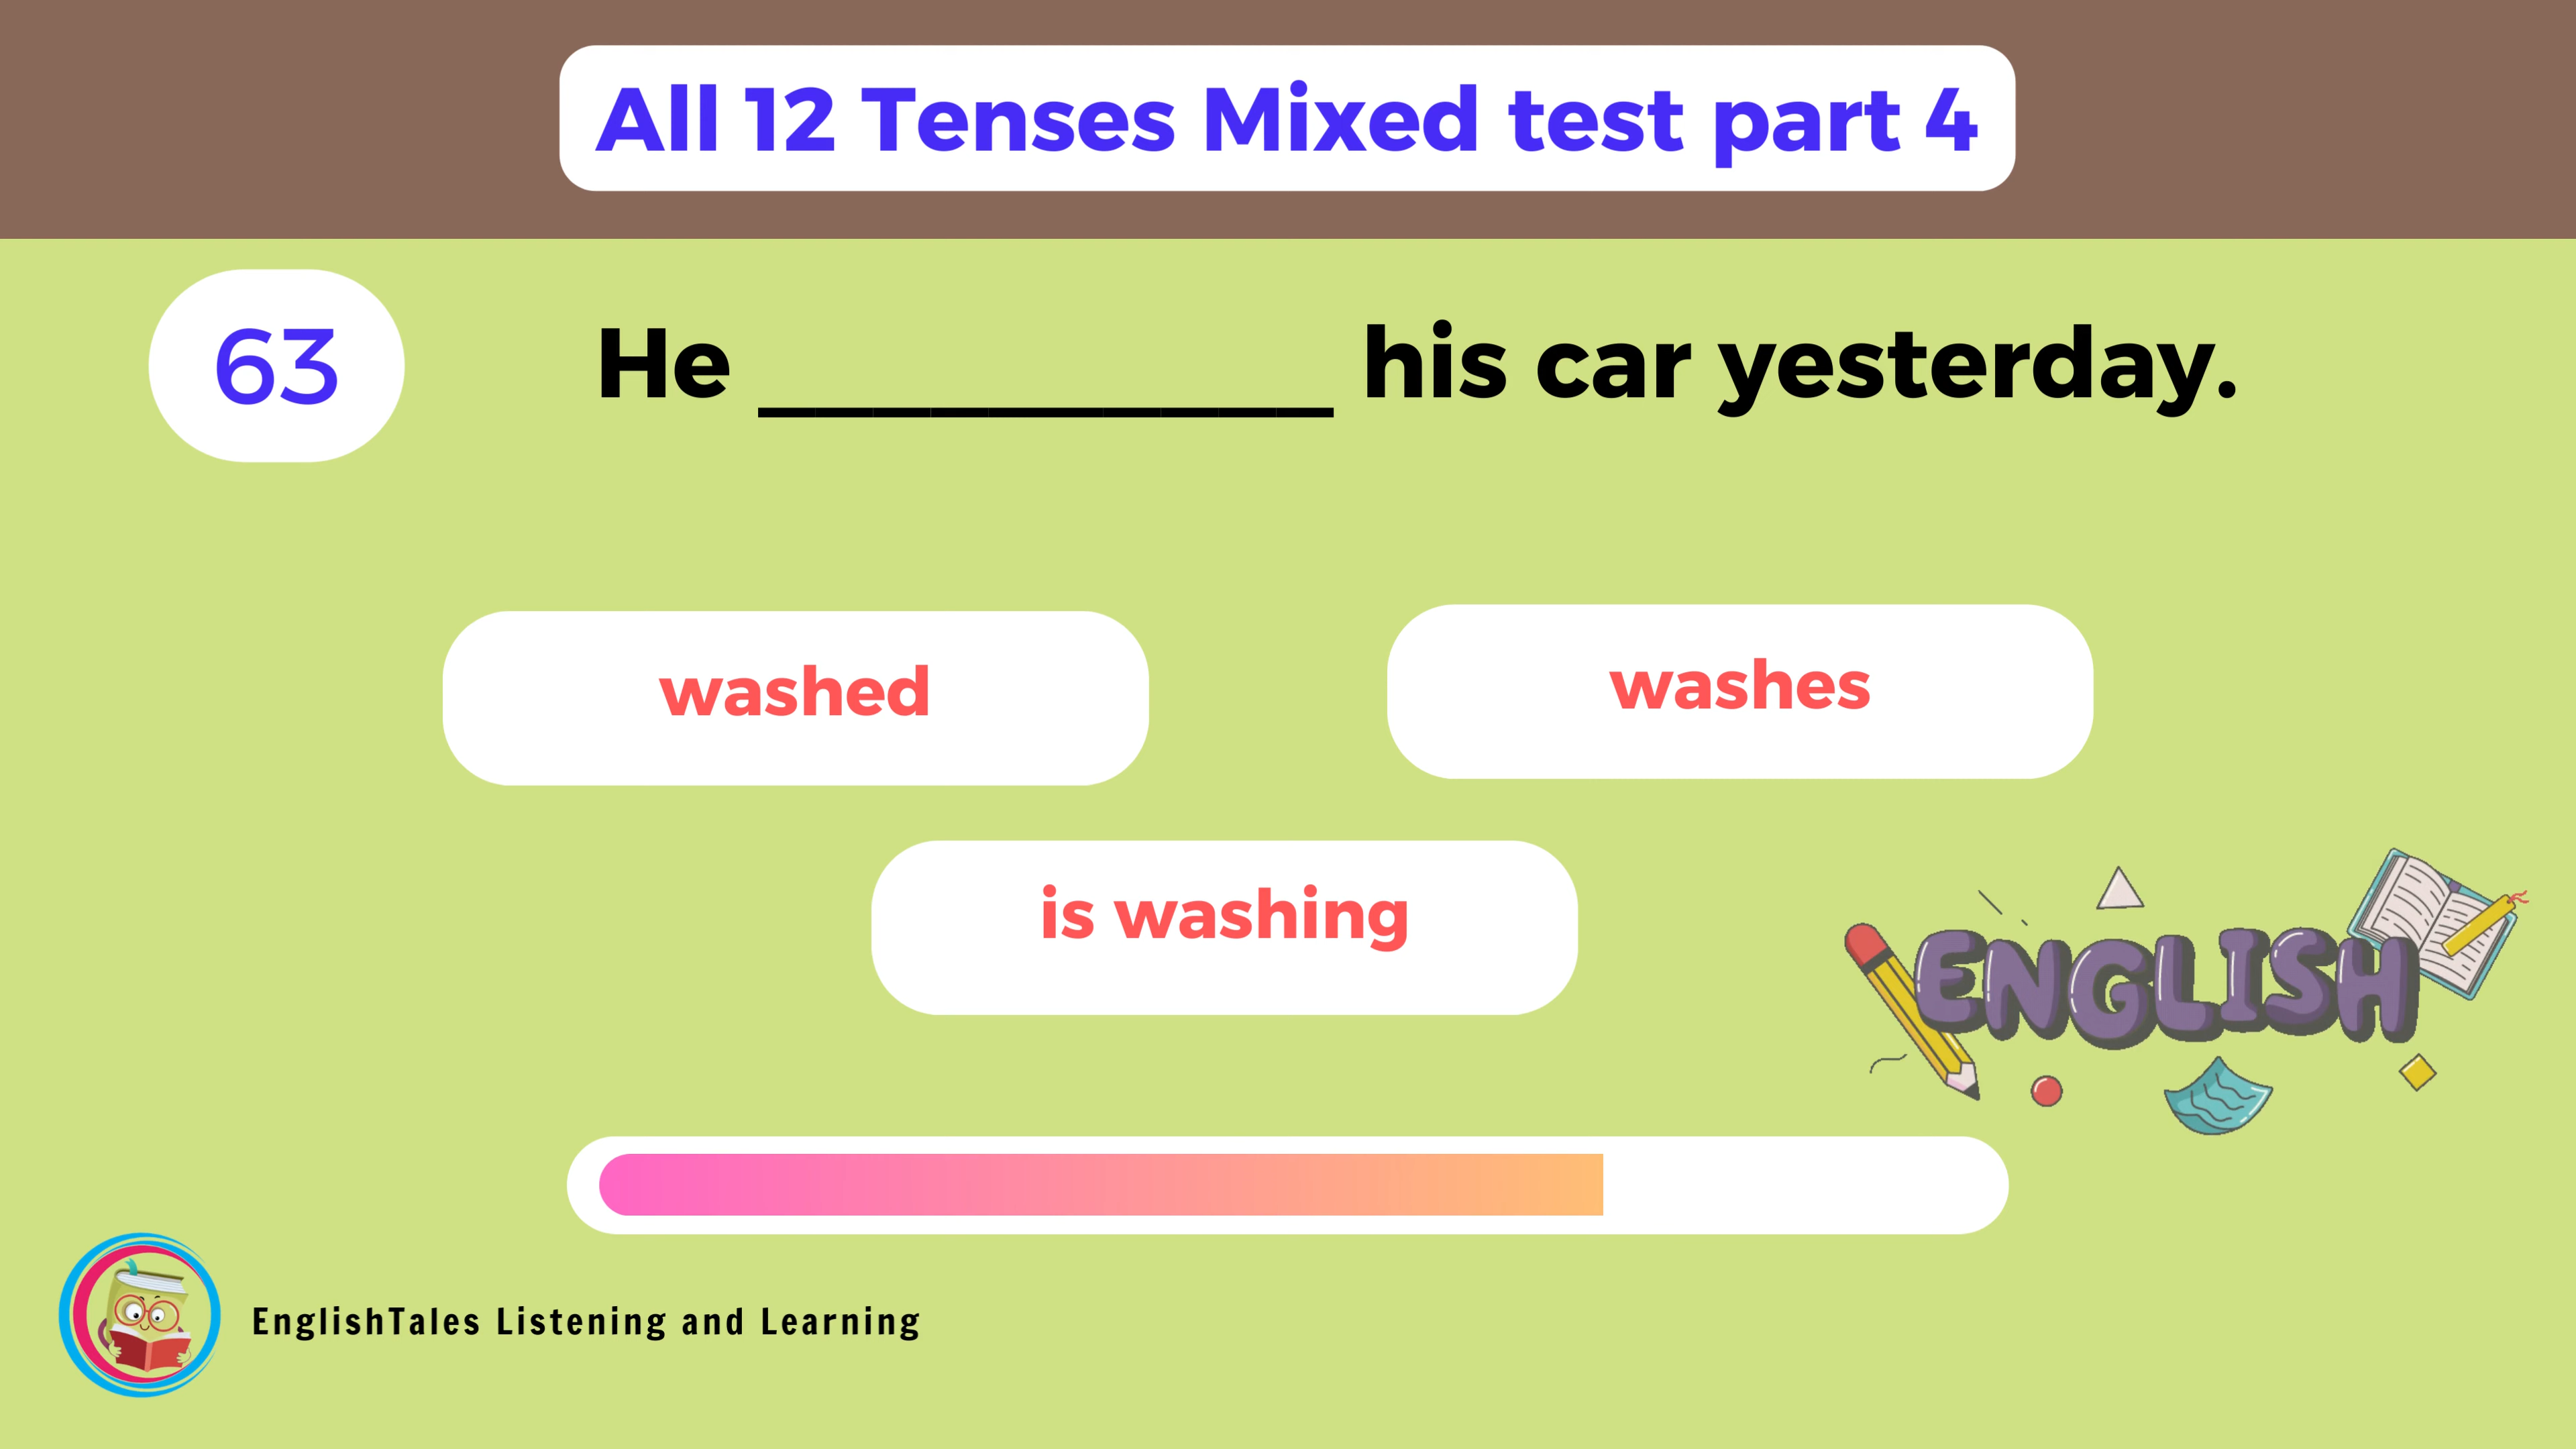 All 12 Tenses Mixed test part 4
63
He __________ his car yesterday.
washed
washes
is washing
ENGLISH
EnglishTales Listening and Learning